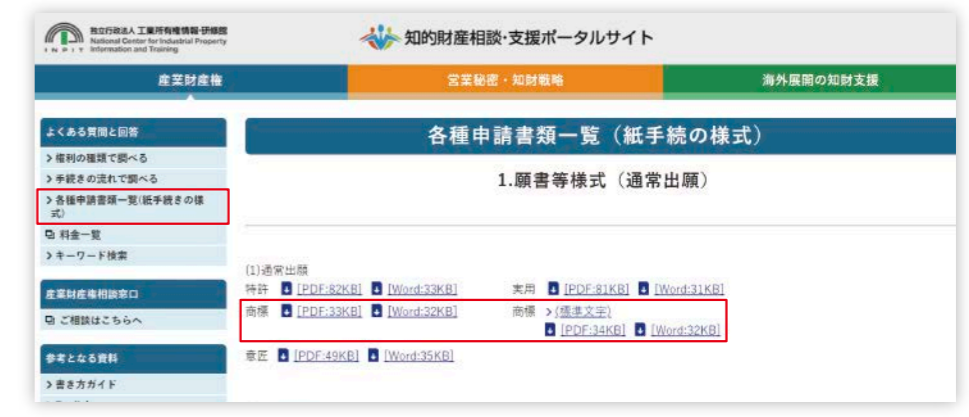 独立行政法人 工業所有権情報・研修館
National Center for Industrial Property
Information and Training
INPIT
知的財産相談・支援ポータルサイト
産業財産権
営業秘密・知財戦略
海外展開の知財支援
よくある質問と回答
権利の種類で調べる
手続きの流れで調べる
各種申請書類一覧(紙手続きの様
式)
料金一覧
キーワード検索
産業財産権相談窓口
ご相談はこちらへ
参考となる資料
書き方ガイド
各種申請書類一覧（紙手続の様式）
1.願書等様式（通常出願）
(1)通常出願
特許 [PDF:82KB] [Word:33KB] 実用 [PDF:81KB] [Word:31KB]
商標 [PDF:33KB] [Word:32KB] 商標 (標準文字)
[PDF:34KB] [Word:32KB]
意匠 [PDF:49KB] [Word:35KB]